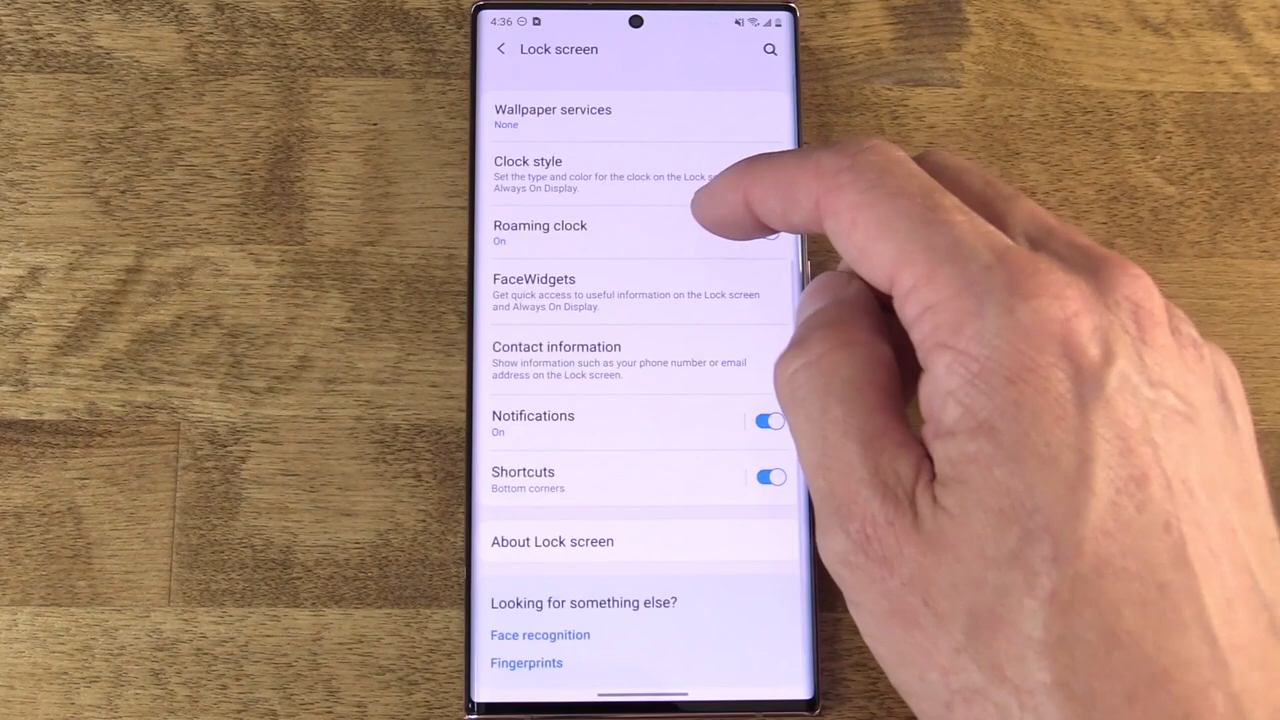 4:36
Lock screen
Wallpaper services
None
Clock style
Set the type and color for the clock on the Lock
Always On Display.
Roaming clock
On
FaceWidgets
Get quick access to useful information on the Lock screen
and Always On Display.
Contact information
Show information such as your phone number or email
address on the Lock screen.
Notifications
On
Shortcuts
Bottom corners
About Lock screen
Looking for something else?
Face recognition
Fingerprints